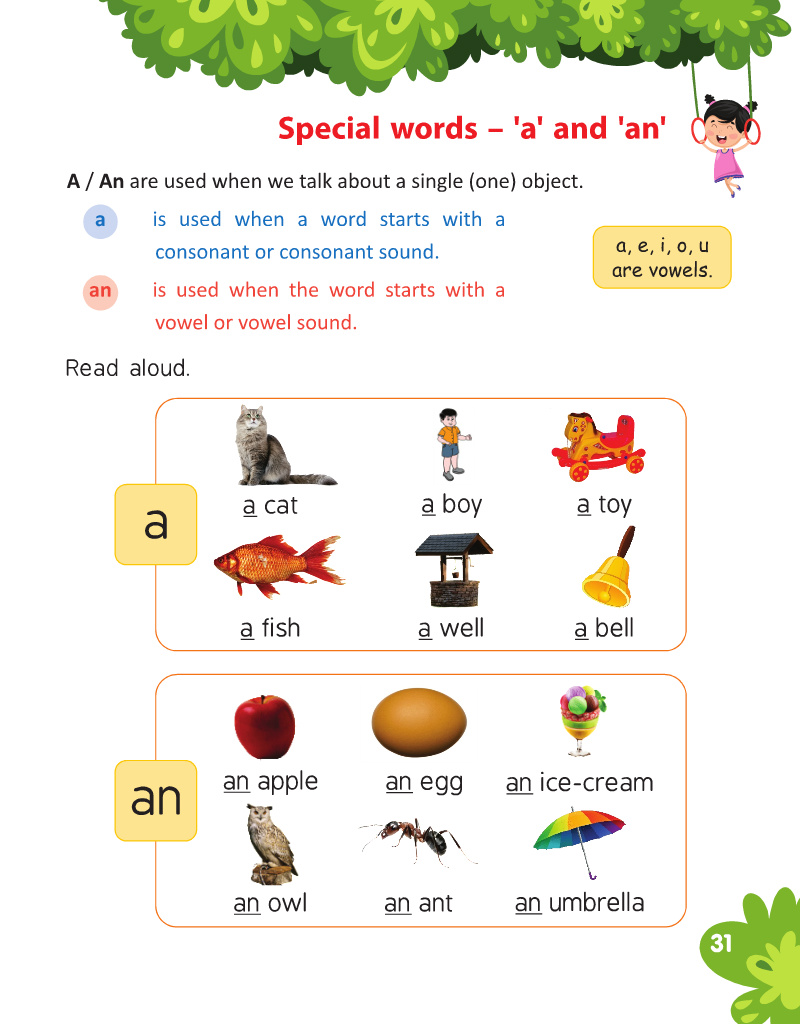 Special words – 'a' and 'an'
A / An are used when we talk about a single (one) object.
a is used when a word starts with a
consonant or consonant sound.
an is used when the word starts with a
vowel or vowel sound.
a, e, i, o, u
are vowels.
Read aloud.
a
a cat a boy a toy
a fish a well a bell
an
an apple an egg an ice-cream
an owl an ant an umbrella
31